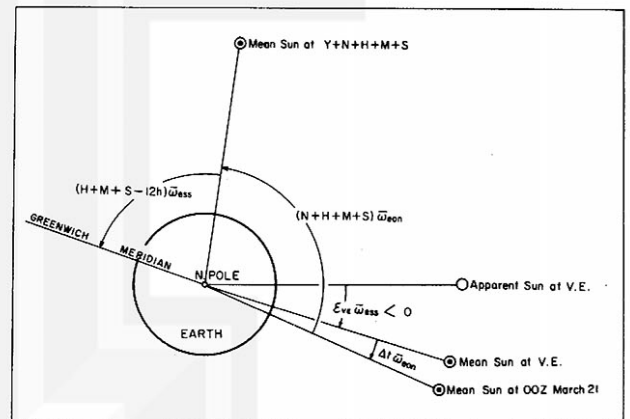 Mean Sun at Y+N+H+M+S
(H+M+S-12h)ω̄ess
(N+H+M+S)ω̄eon
GREENWICH MERIDIAN
N. POLE
Apparent Sun at V.E.
ε_VE ω̄ess < 0
EARTH
Δt ω̄eon
Mean Sun at V.E.
Mean Sun at 00Z March 21